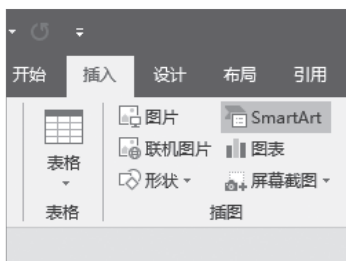 开始 插入 设计 布局 引用
图片 SmartArt
表格 联机图片 图表
形状 屏幕截图
表格 插图